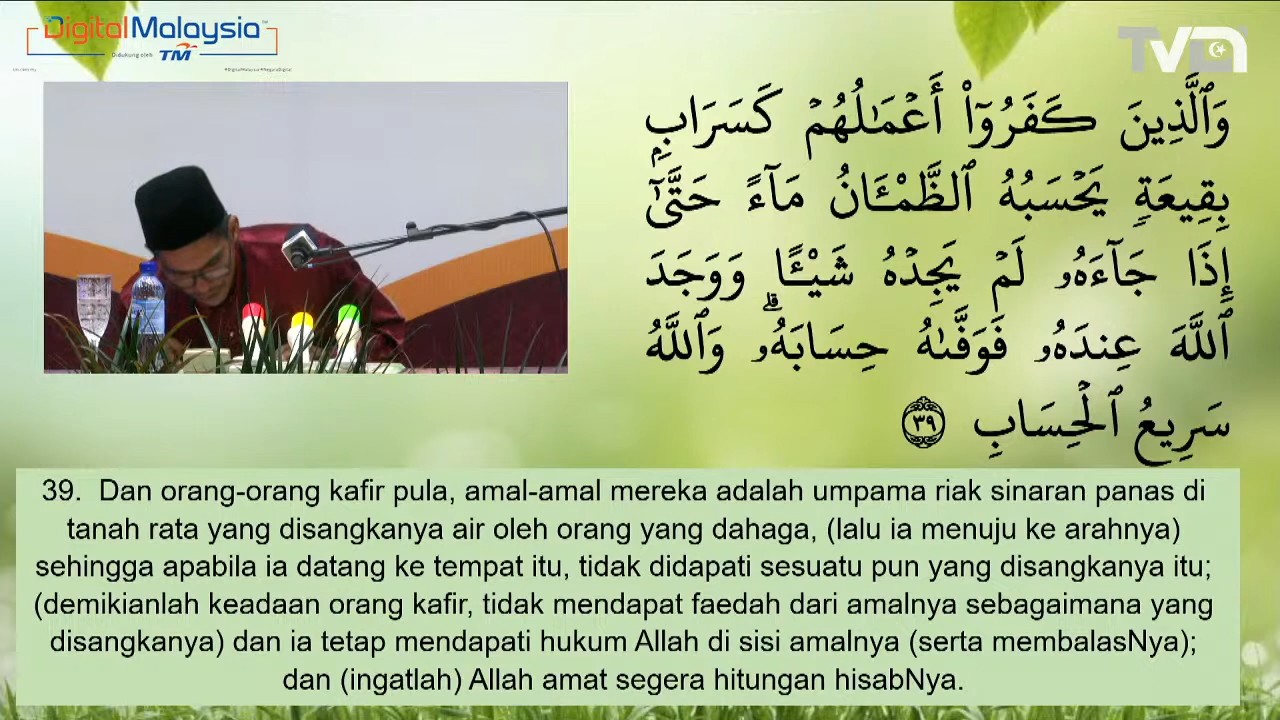 DigitalMalaysia
Didukung oleh TM
#DigitalMalaysia #NegaraDigital
TV
وَٱلَّذِينَ كَفَرُوٓا۟ أَعْمَـٰلُهُمْ كَسَرَابٍۭ
بِقِيعَةٍ يَحْسَبُهُ ٱلظَّمْـَٔانُ مَآءً حَتَّىٰٓ
إِذَا جَآءَهُۥ لَمْ يَجِدْهُ شَيْـًٔا وَوَجَدَ
ٱللَّهَ عِندَهُۥ فَوَفَّىٰهُ حِسَابَهُۥ ۗ وَٱللَّهُ
سَرِيعُ ٱلْحِسَابِ ٣٩
39. Dan orang-orang kafir pula, amal-amal mereka adalah umpama riak sinaran panas di
tanah rata yang disangkanya air oleh orang yang dahaga, (lalu ia menuju ke arahnya)
sehingga apabila ia datang ke tempat itu, tidak didapati sesuatu pun yang disangkanya itu;
(demikianlah keadaan orang kafir, tidak mendapat faedah dari amalnya sebagaimana yang
disangkanya) dan ia tetap mendapati hukum Allah di sisi amalnya (serta membalasNya);
dan (ingatlah) Allah amat segera hitungan hisabNya.